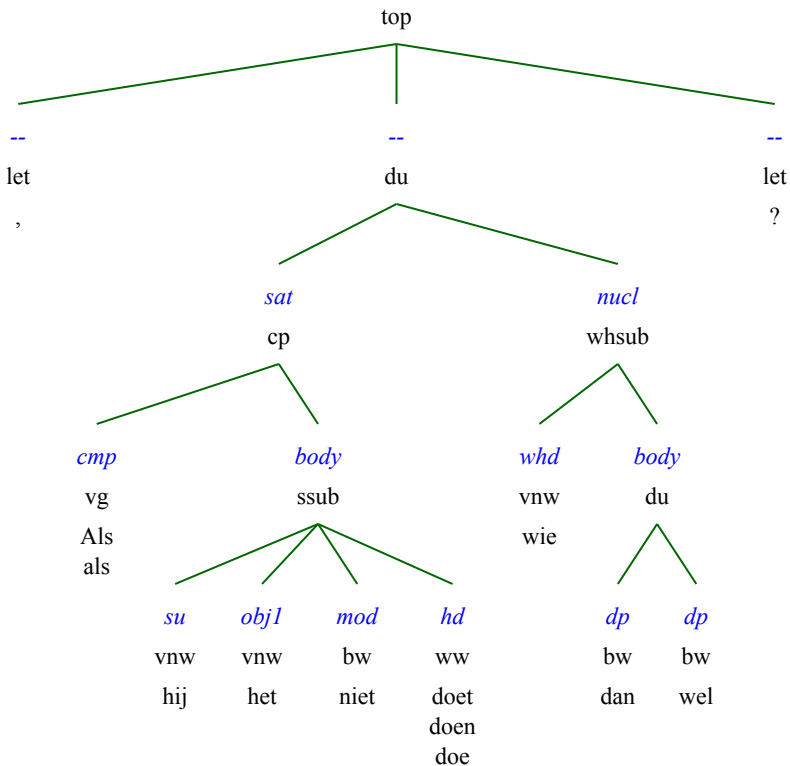 top
-- -- --
let du let
, ?
sat nucl
cp whsub
cmp body whd body
vg ssub vnw du
Als wie
als
su obj1 mod hd dp dp
vnw vnw bw ww bw bw
hij het niet doet dan wel
doen
doe